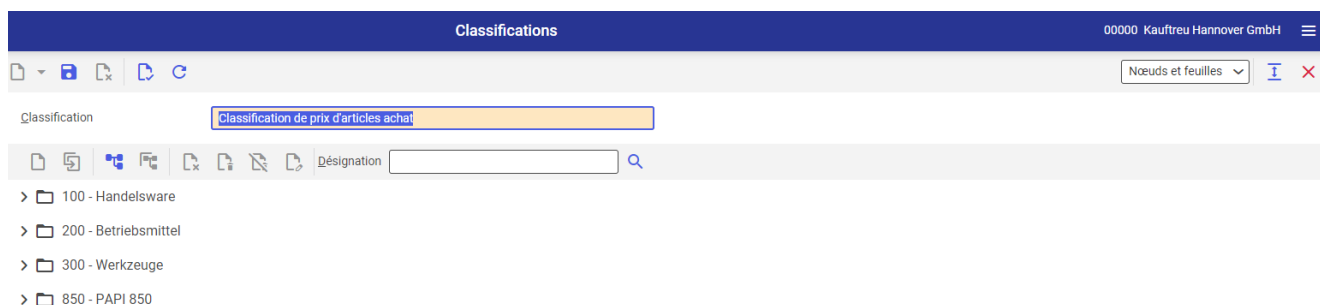 Classifications
00000 Kauftreu Hannover GmbH
Nœuds et feuilles
Classification
Classification de prix d'articles achat
Désignation
100 - Handelsware
200 - Betriebsmittel
300 - Werkzeuge
850 - PAPI 850